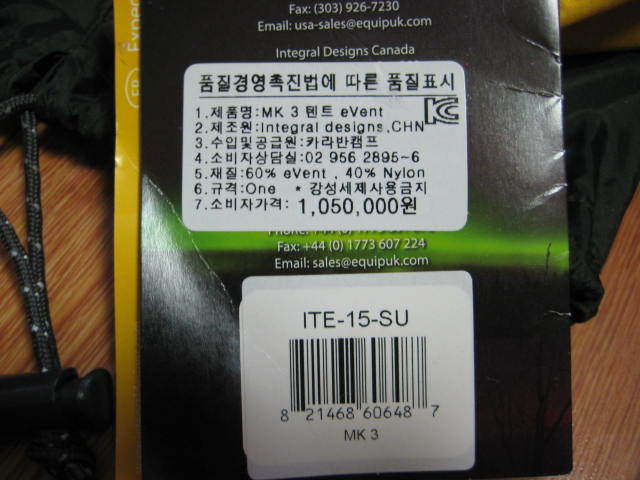 Fax: (303) 926-7230
Email: usa-sales@equipuk.com
Integral Designs Canada
품질경영촉진법에 따른 품질표시
1.제품명:MK 3 텐트 eVent
2.제조원:Integral designs,CHN
3.수입및공급원:카라반캠프
4.소비자상담실:02 956 2895~6
5.재질:60% eVent , 40% Nylon
6.규격:One * 강성세제사용금지
7.소비자가격: 1,050,000원
Fax: +44 (0) 1773 607 224
Email: sales@equipuk.com
ITE-15-SU
8 21468 60648 7
MK 3